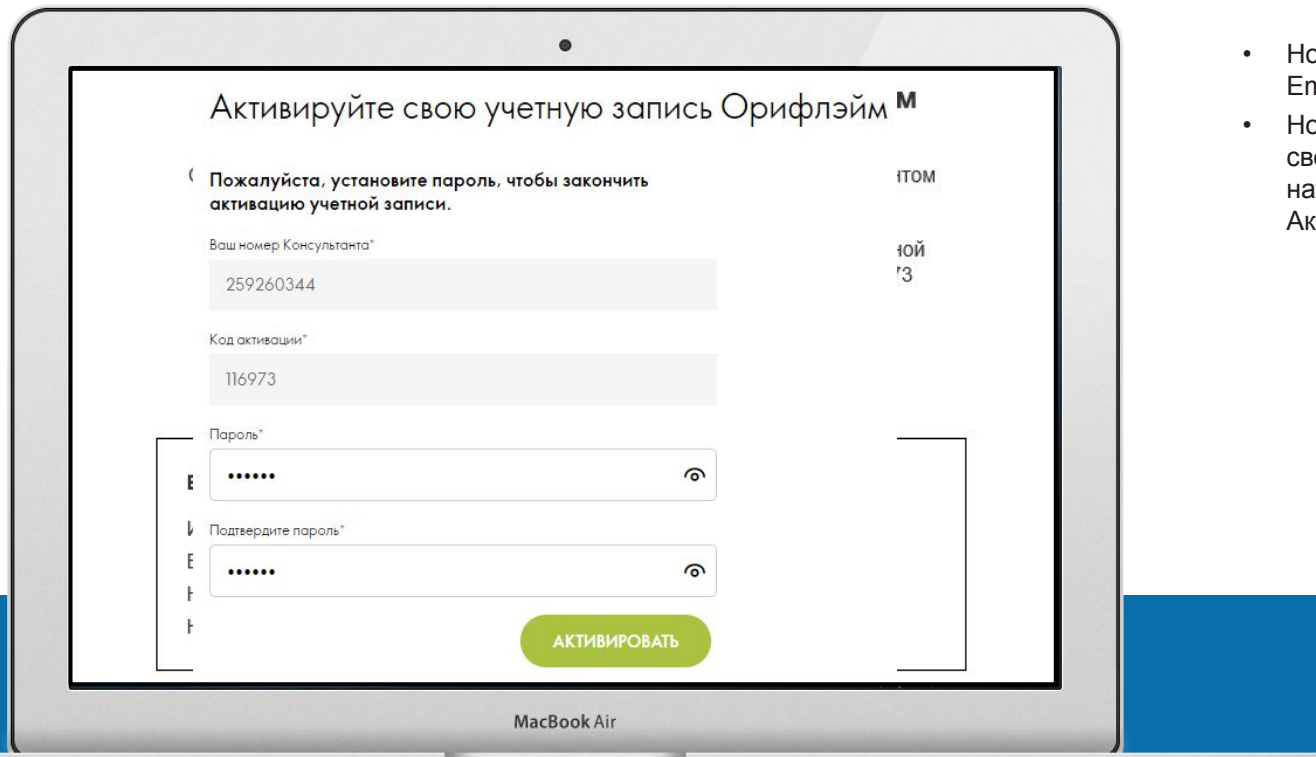 Активируйте свою учетную запись Орифлэйм
Пожалуйста, установите пароль, чтобы закончить
активацию учетной записи.
Ваш номер Консультанта*
259260344
Код активации*
116973
Пароль*
••••••
Подтвердите пароль*
••••••
АКТИВИРОВАТЬ
MacBook Air